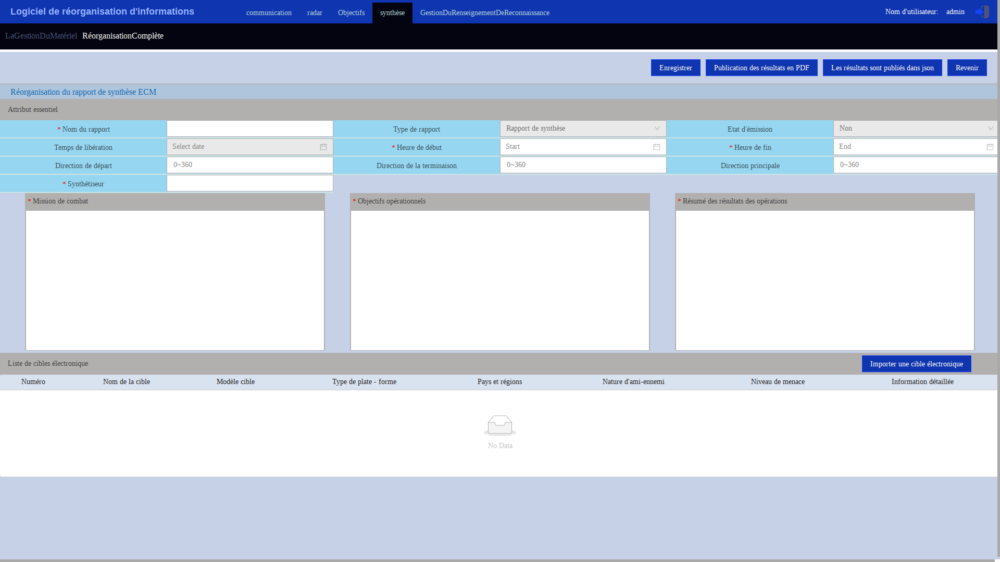 Logiciel de réorganisation d'informations
communication radar Objectifs synthèse GestionDuRenseignementDeReconnaissance
Nom d'utilisateur: admin
LaGestionDuMatériel RéorganisationComplète
Enregistrer Publication des résultats en PDF Les résultats sont publiés dans json Revenir
Réorganisation du rapport de synthèse ECM
Attribut essentiel
* Nom du rapport Type de rapport Rapport de synthèse Etat d'émission Non
Temps de libération Select date * Heure de début Start * Heure de fin End
Direction de départ 0~360 Direction de la terminaison 0~360 Direction principale 0~360
* Synthétiseur
* Mission de combat * Objectifs opérationnels * Résumé des résultats des opérations
Liste de cibles électronique Importer une cible électronique
Numéro Nom de la cible Modèle cible Type de plate - forme Pays et régions Nature d'ami-ennemi Niveau de menace Information détaillée
No Data